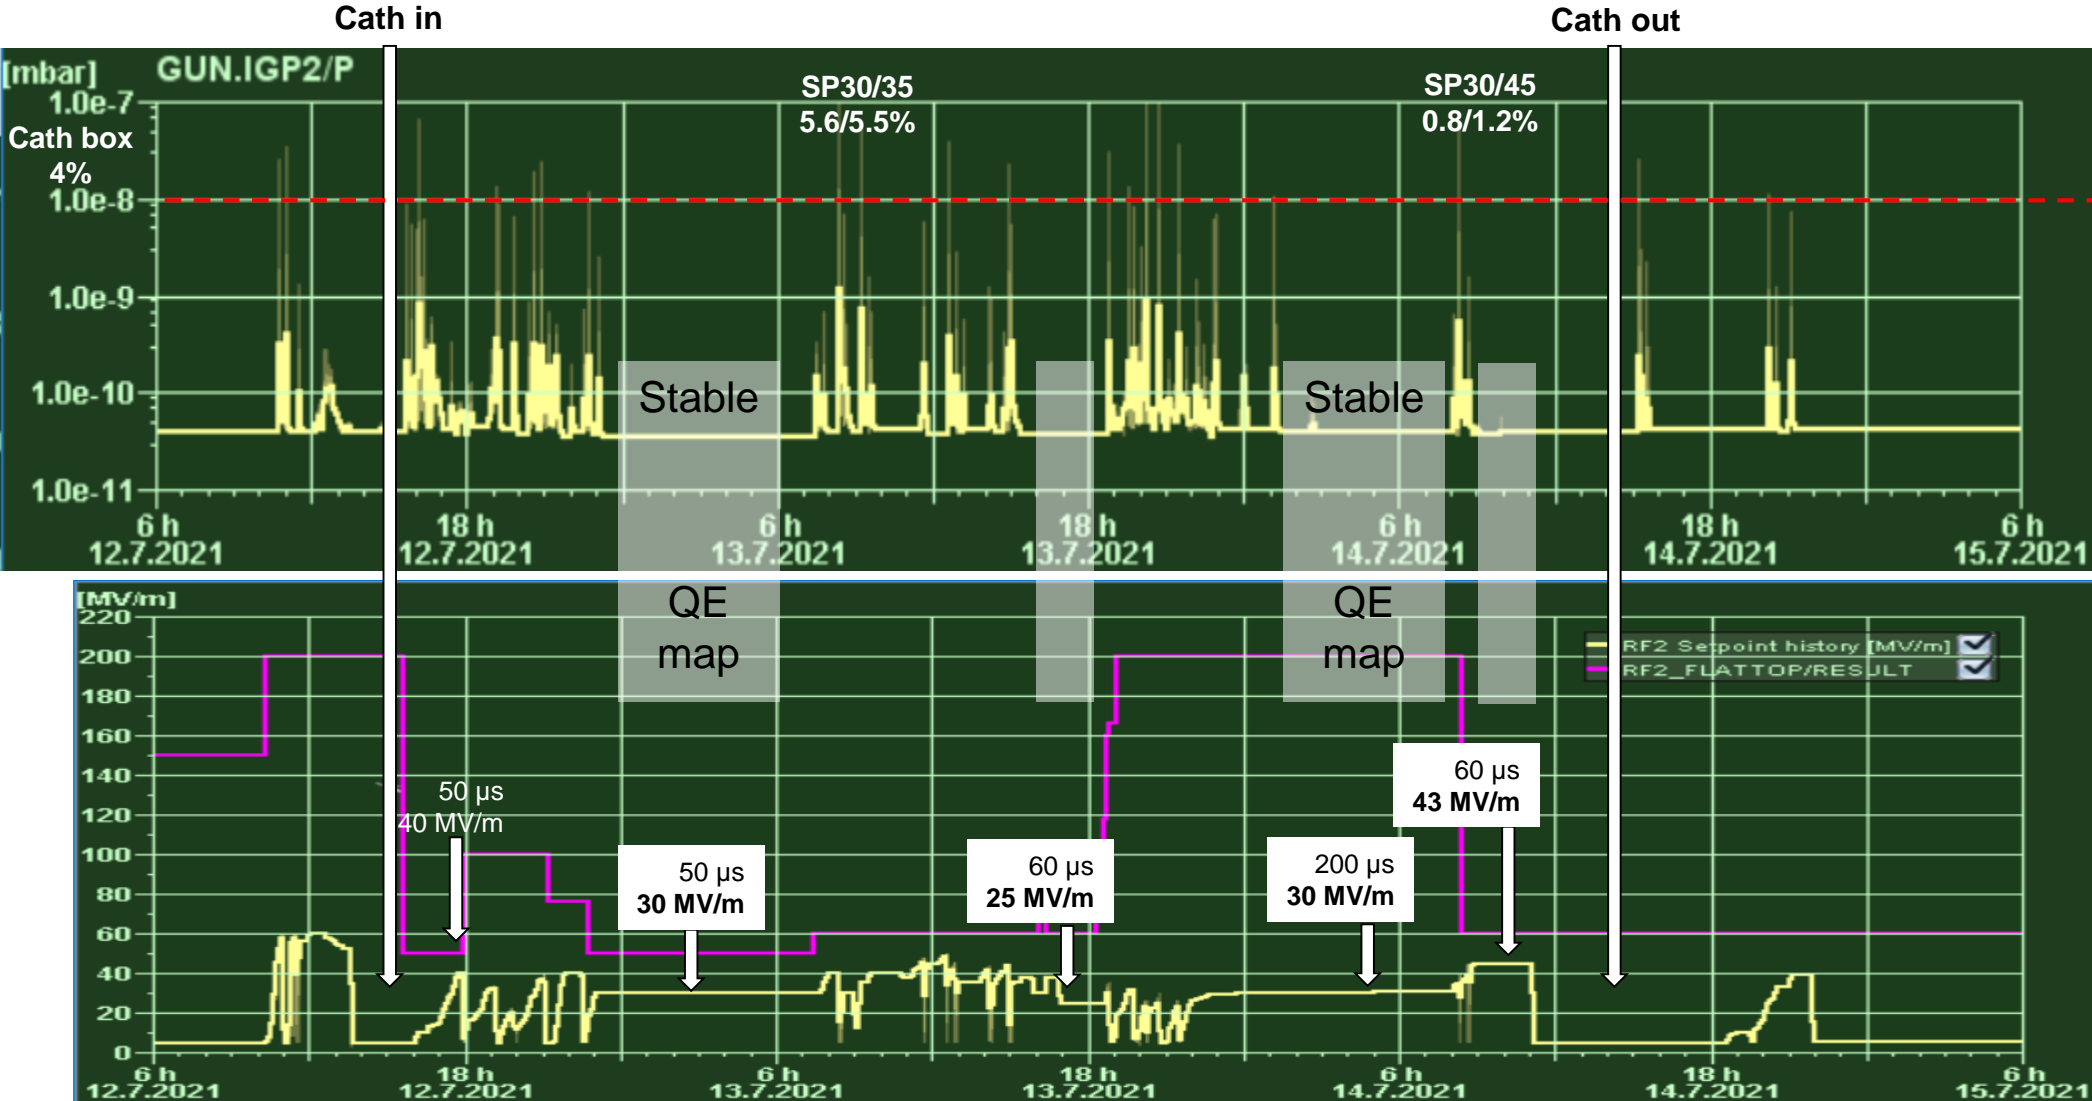 Cath in
Cath out
[mbar]
GUN.IGP2/P
1.0e-7
Cath box
4%
1.0e-8
1.0e-9
1.0e-10
1.0e-11
SP30/35
5.6/5.5%
SP30/45
0.8/1.2%
Stable
Stable
6 h
18 h
6 h
18 h
6 h
18 h
6 h
12.7.2021
12.7.2021
13.7.2021
13.7.2021
14.7.2021
14.7.2021
15.7.2021
[MV/m]
220
200
180
160
140
120
100
80
60
40
20
0
QE
map
QE
map
RF2 Setpoint history [MV/m]
RF2_FLATTOP/RESULT
50 µs
40 MV/m
50 µs
30 MV/m
60 µs
25 MV/m
200 µs
30 MV/m
60 µs
43 MV/m
6 h
18 h
6 h
18 h
6 h
18 h
6 h
12.7.2021
12.7.2021
13.7.2021
13.7.2021
14.7.2021
14.7.2021
15.7.2021